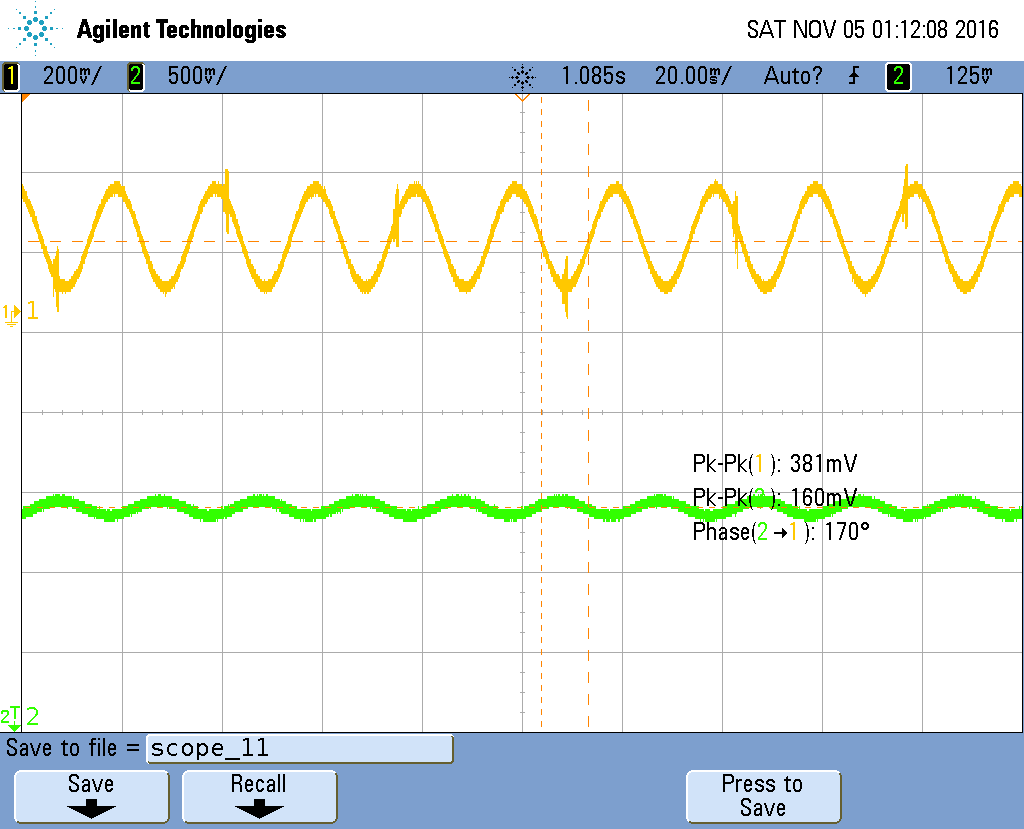 Agilent Technologies
SAT NOV 05 01:12:08 2016
1 200mV/ 2 500mV/ 1.085s 20.00ms/ Auto? 2 125mV
1 1
Pk-Pk(1): 381mV
Pk-Pk(2): 160mV
Phase(2→1): 170°
2 2
Save to file = scope_11
Save
Recall
Press to
Save